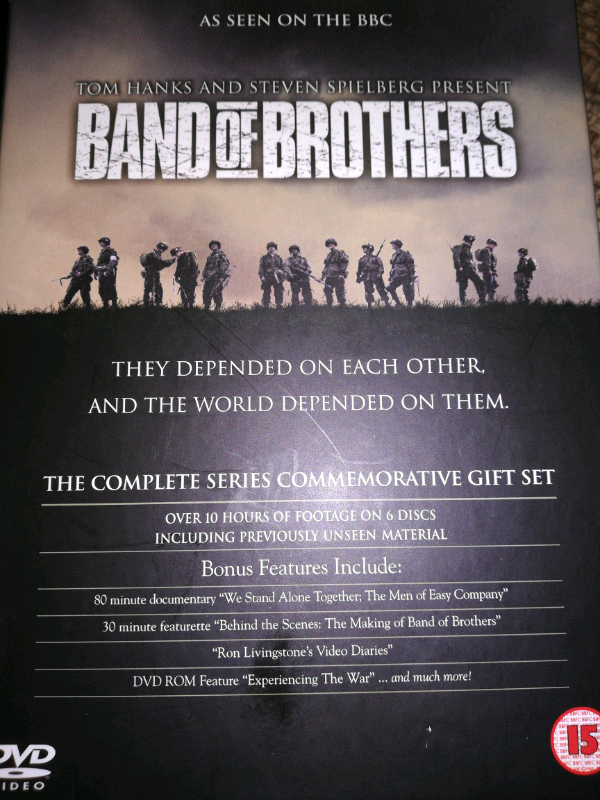 AS SEEN ON THE BBC
TOM HANKS AND STEVEN SPIELBERG PRESENT
BAND OF BROTHERS
THEY DEPENDED ON EACH OTHER,
AND THE WORLD DEPENDED ON THEM.
THE COMPLETE SERIES COMMEMORATIVE GIFT SET
OVER 10 HOURS OF FOOTAGE ON 6 DISCS
INCLUDING PREVIOUSLY UNSEEN MATERIAL
Bonus Features Include:
80 minute documentary "We Stand Alone Together; The Men of Easy Company"
30 minute featurette "Behind the Scenes: The Making of Band of Brothers"
"Ron Livingstone's Video Diaries"
DVD ROM Feature "Experiencing The War" ... and much more!
DVD
VIDEO
15